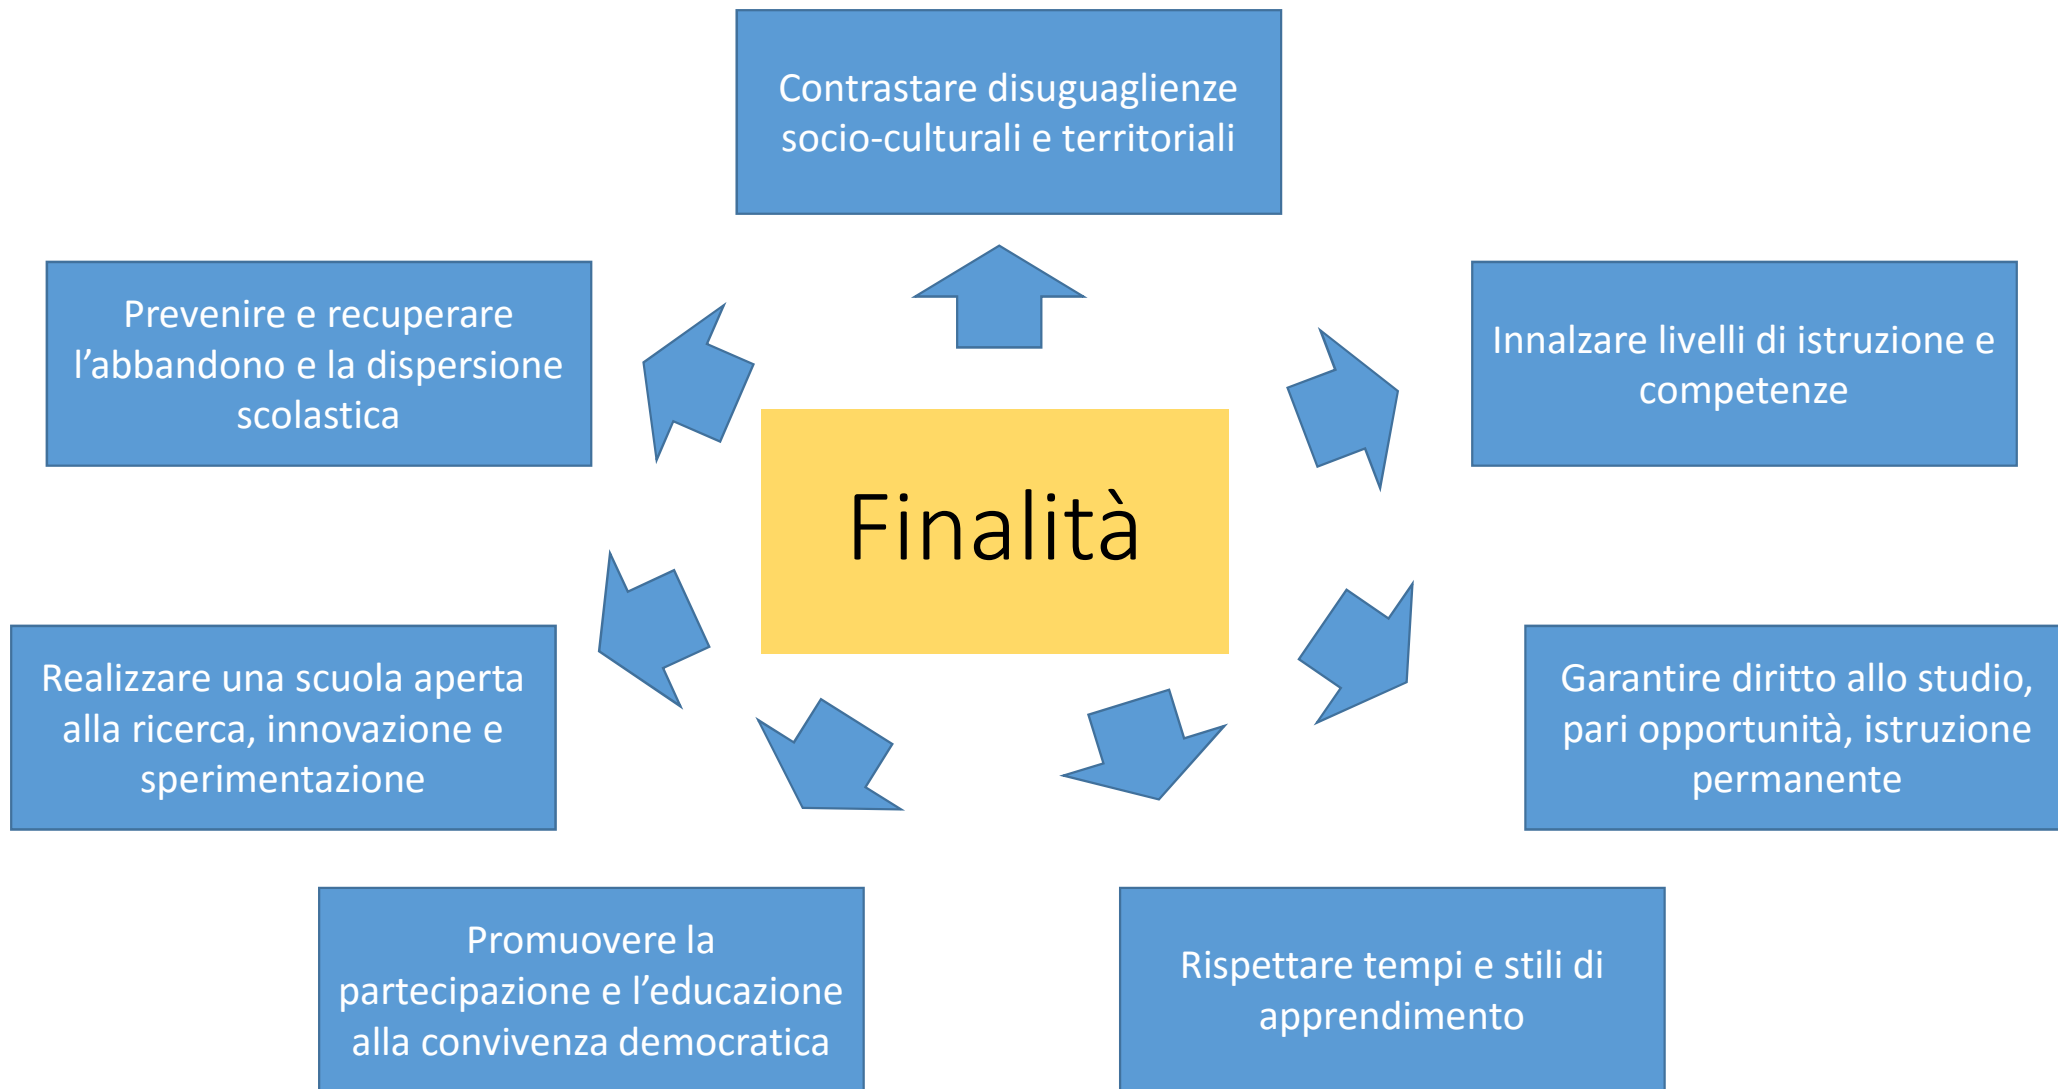 Contrastare disuguaglienze
socio-culturali e territoriali
Prevenire e recuperare
l’abbandono e la dispersione
scolastica
Innalzare livelli di istruzione e
competenze
Finalità
Realizzare una scuola aperta
alla ricerca, innovazione e
sperimentazione
Garantire diritto allo studio,
pari opportunità, istruzione
permanente
Promuovere la
partecipazione e l’educazione
alla convivenza democratica
Rispettare tempi e stili di
apprendimento